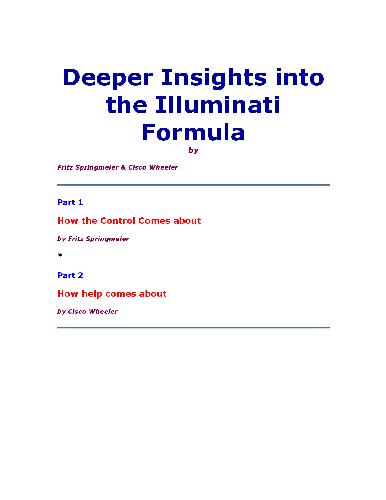 Deeper Insights into
the Illuminati
Formula
by
Fritz Springmeier & Cisco Wheeler
Part 1
How the Control Comes about
by Fritz Springmeier
*
Part 2
How help comes about
by Cisco Wheeler